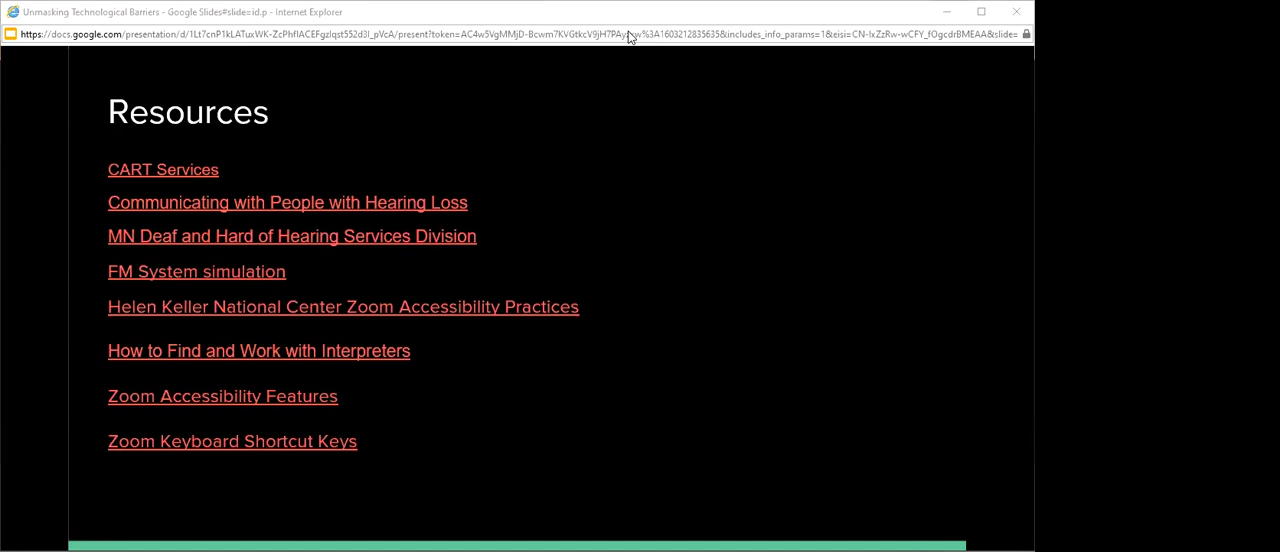 Unmasking Technological Barriers - Google Slides#slide=id.p - Internet Explorer
Resources
CART Services
Communicating with People with Hearing Loss
MN Deaf and Hard of Hearing Services Division
FM System simulation
Helen Keller National Center Zoom Accessibility Practices
How to Find and Work with Interpreters
Zoom Accessibility Features
Zoom Keyboard Shortcut Keys